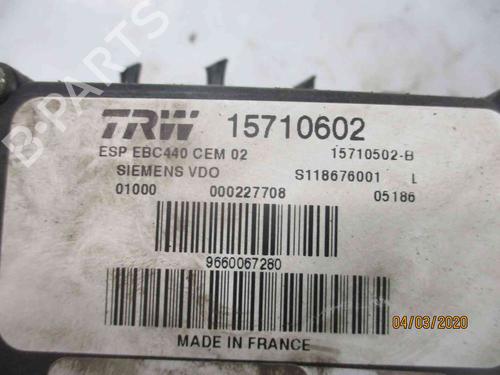 B-PARTS
TRW 15710602
ESP EBC440 CEM 02 15710502-B
SIEMENS VDO S118676001 L
01000 000227708 05186
9660067280
MADE IN FRANCE
04/03/2020